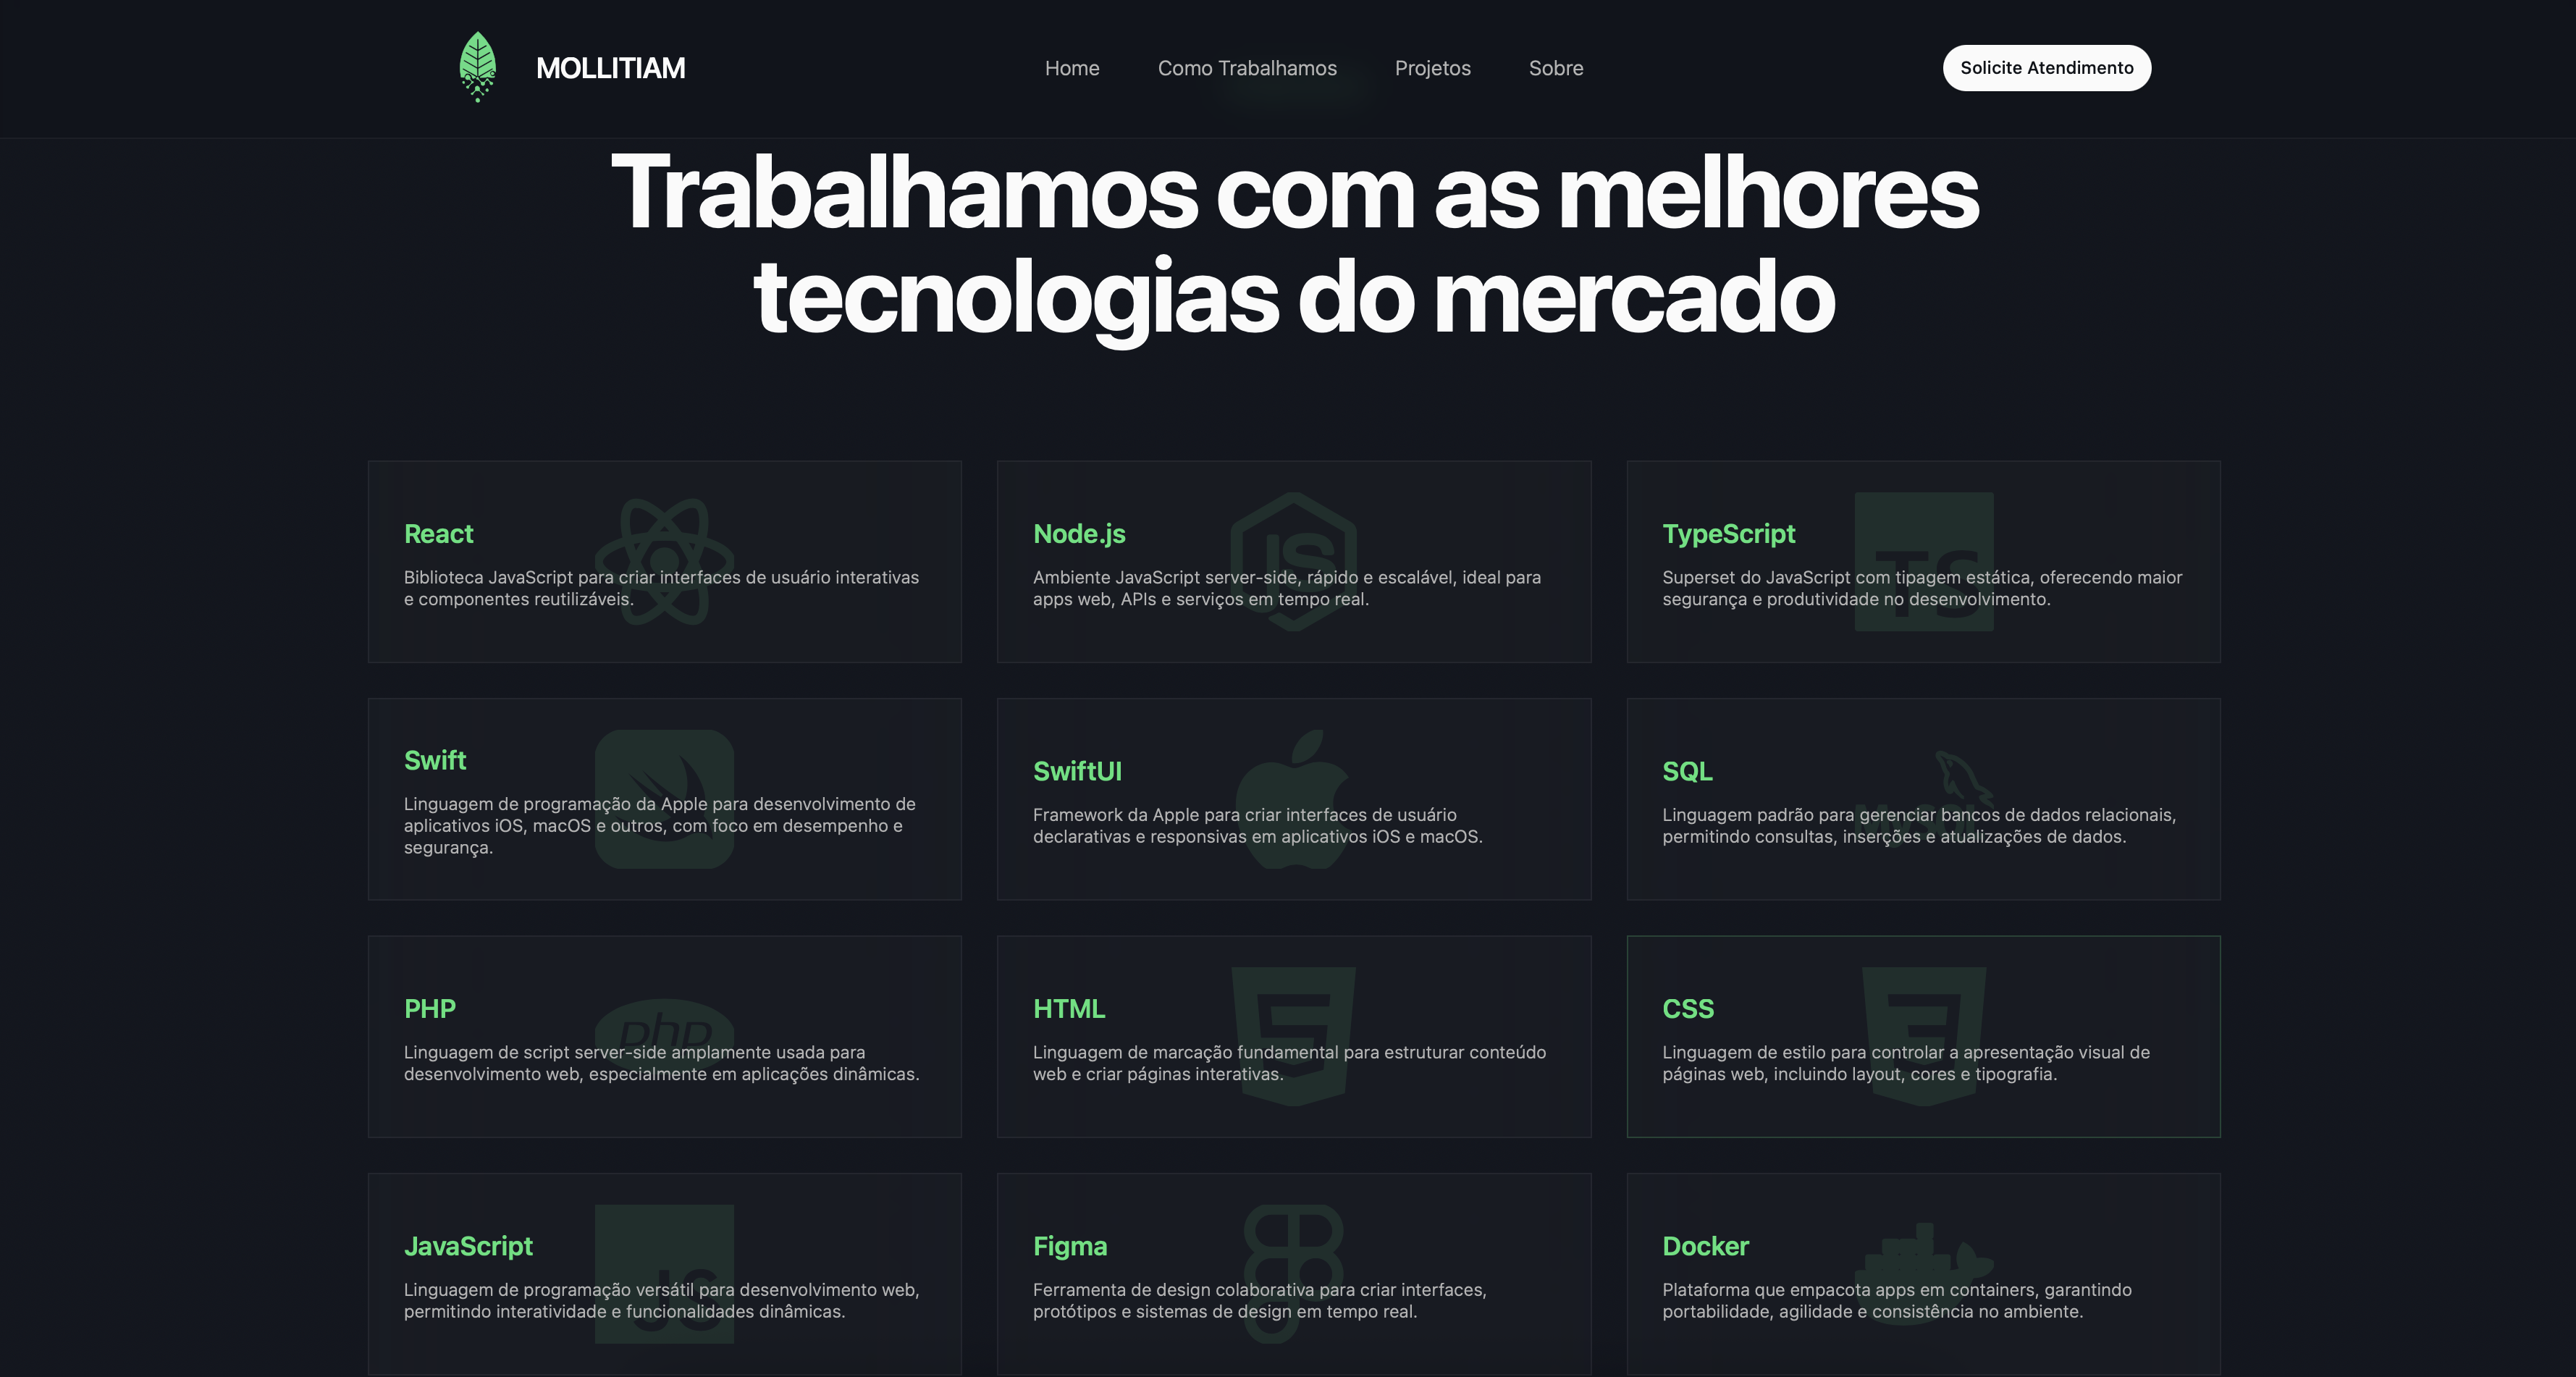 MOLLITIAM
Home
Como Trabalhamos
Projetos
Sobre
Solicite Atendimento
Trabalhamos com as melhores
tecnologias do mercado
React
Biblioteca JavaScript para criar interfaces de usuário interativas
e componentes reutilizáveis.
JS
Node.js
Ambiente JavaScript server-side, rápido e escalável, ideal para
apps web, APIs e serviços em tempo real.
TS
TypeScript
Superset do JavaScript com tipagem estática, oferecendo maior
segurança e produtividade no desenvolvimento.
Swift
Linguagem de programação da Apple para desenvolvimento de
aplicativos iOS, macOS e outros, com foco em desempenho e
segurança.
SwiftUI
Framework da Apple para criar interfaces de usuário
declarativas e responsivas em aplicativos iOS e macOS.
MySQL
SQL
Linguagem padrão para gerenciar bancos de dados relacionais,
permitindo consultas, inserções e atualizações de dados.
php
PHP
Linguagem de script server-side amplamente usada para
desenvolvimento web, especialmente em aplicações dinâmicas.
5
HTML
Linguagem de marcação fundamental para estruturar conteúdo
web e criar páginas interativas.
3
CSS
Linguagem de estilo para controlar a apresentação visual de
páginas web, incluindo layout, cores e tipografia.
JS
JavaScript
Linguagem de programação versátil para desenvolvimento web,
permitindo interatividade e funcionalidades dinâmicas.
Figma
Ferramenta de design colaborativa para criar interfaces,
protótipos e sistemas de design em tempo real.
Docker
Plataforma que empacota apps em containers, garantindo
portabilidade, agilidade e consistência no ambiente.